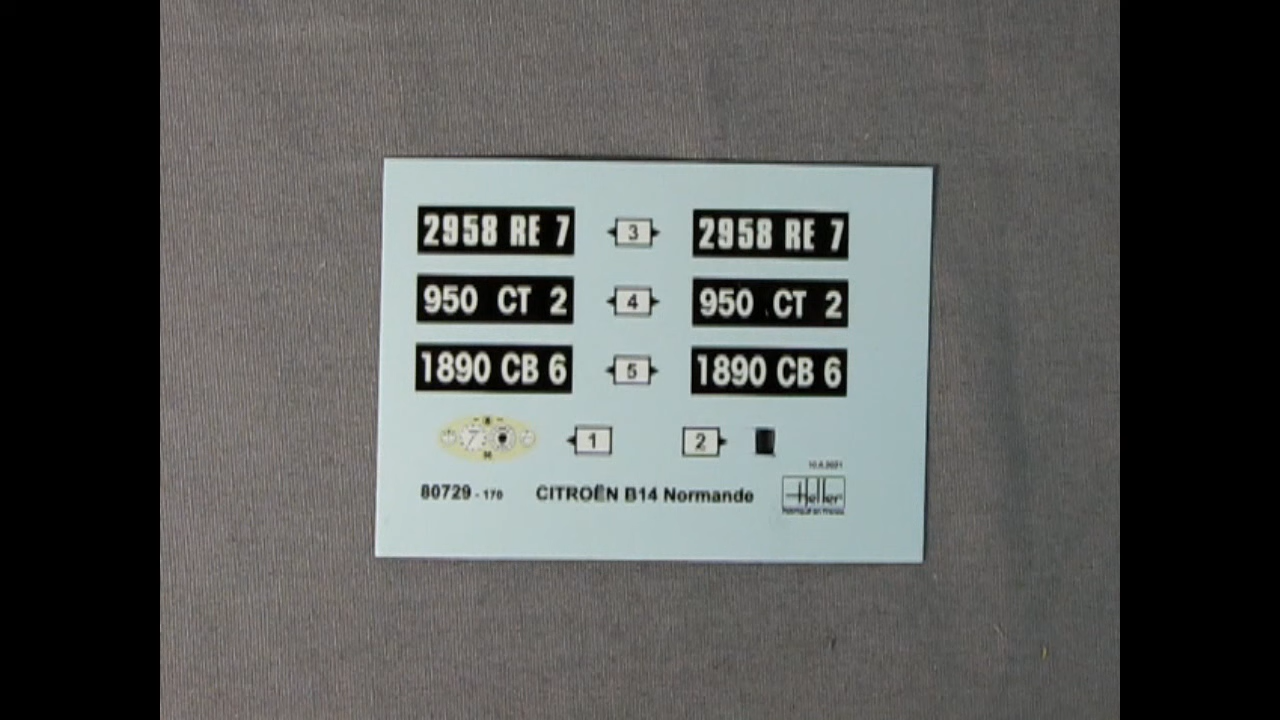 2958 RE 7 3 2958 RE 7
950 CT 2 4 950 CT 2
1890 CB 6 5 1890 CB 6
1 2
80729 - 170 CITROËN B14 Normande Heller